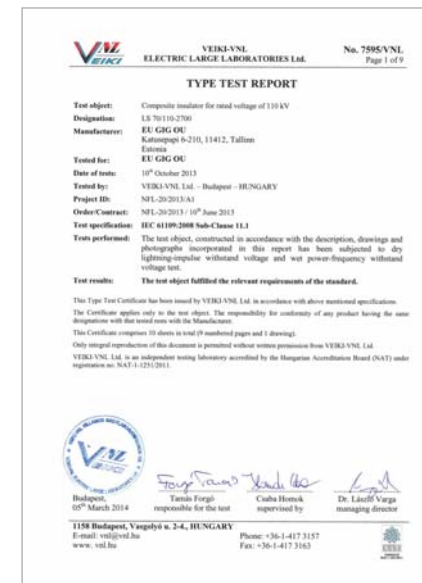 VNL
VEIKI
VEIKI-VNL
ELECTRIC LARGE LABORATORIES Ltd.
No. 7595/VNL
Page 1 of 9
TYPE TEST REPORT
Test object: Composite insulator for rated voltage of 110 kV
Designation: LS 70/110-2700
Manufacturer: EU GIG OU
Katusepapi 6-210, 11412, Tallinn
Estonia
Tested for: EU GIG OU
Date of tests: 10th October 2013
Tested by: VEIKI-VNL Ltd. – Budapest – HUNGARY
Project ID: NFL-20/2013/A1
Order/Contract: NFL-20/2013 / 10th June 2013
Test specification: IEC 61109:2008 Sub-Clause 11.1
Tests performed: The test object, constructed in accordance with the description, drawings and
photographs incorporated in this report has been subjected to dry
lightning-impulse withstand voltage and wet power-frequency withstand
voltage test.
Test results: The test object fulfilled the relevant requirements of the standard.
This Type Test Certificate has been issued by VEIKI-VNL Ltd. in accordance with above mentioned specifications.
The Certificate applies only to the test object. The responsibility for conformity of any product having the same
designations with that tested rests with the Manufacturer.
This Certificate comprises 10 sheets in total (9 numbered pages and 1 drawing).
Only integral reproduction of this document is permitted without written permission from VEIKI-VNL Ltd.
VEIKI-VNL Ltd. is an independent testing laboratory accredited by the Hungarian Accreditation Board (NAT) under
registration no. NAT-1-1251/2011.
VNL
VEIKI
Budapest,
05th March 2014
Tamás Forgó
responsible for the test
Csaba Homok
supervised by
Dr. László Varga
managing director
1158 Budapest, Vasgolyó u. 2-4., HUNGARY
E-mail: vnl@vnl.hu
Phone: +36-1-417 3157
www. vnl.hu
Fax: +36-1-417 3163